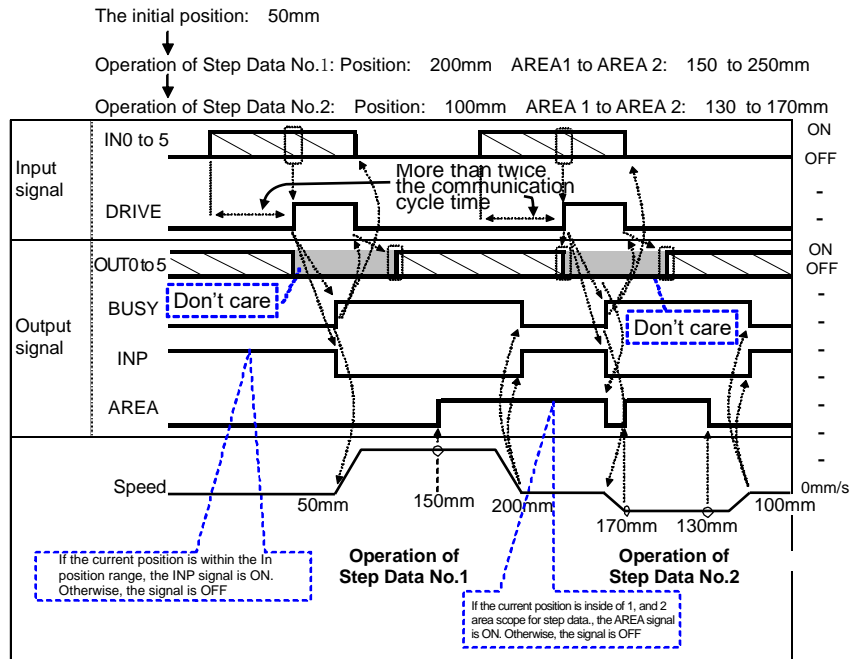 The initial position: 50mm
Operation of Step Data No.1: Position: 200mm AREA1 to AREA 2: 150 to 250mm
Operation of Step Data No.2: Position: 100mm AREA 1 to AREA 2: 130 to 170mm
Input signal
IN0 to 5
ON
OFF
More than twice the communication cycle time
-
DRIVE
-
Output signal
OUT0 to 5
ON
OFF
Don't care
BUSY
-
-
Don't care
INP
-
-
AREA
-
-
-
Speed
50mm
150mm
200mm
170mm
130mm
100mm
0mm/s
If the current position is within the In position range, the INP signal is ON. Otherwise, the signal is OFF
Operation of Step Data No.1
Operation of Step Data No.2
If the current position is inside of 1, and 2 area scope for step data., the AREA signal is ON. Otherwise, the signal is OFF